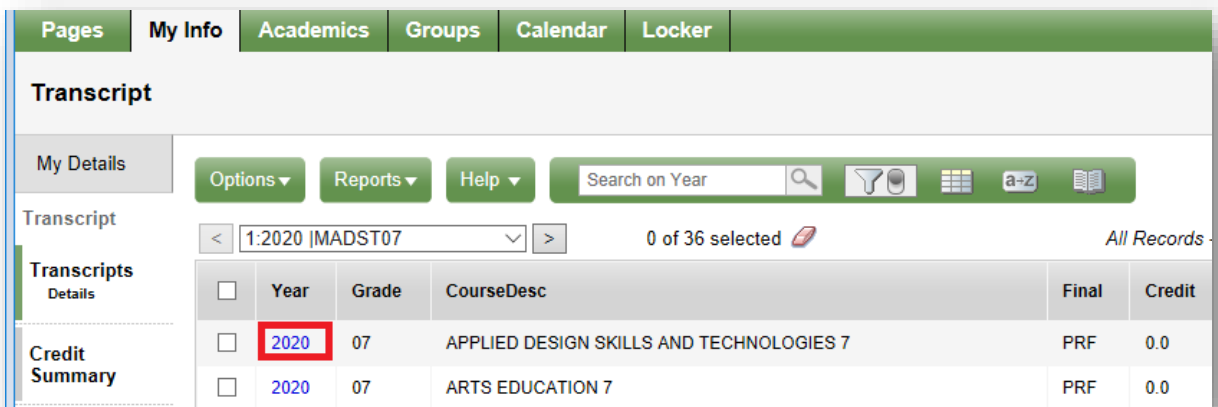 Pages My Info Academics Groups Calendar Locker
Transcript
My Details
Options Reports Help Search on Year a-z
Transcript
< 1:2020 |MADST07 > 0 of 36 selected All Records -
Transcripts
Details
Year Grade CourseDesc Final Credit
2020 07 APPLIED DESIGN SKILLS AND TECHNOLOGIES 7 PRF 0.0
Credit
Summary
2020 07 ARTS EDUCATION 7 PRF 0.0